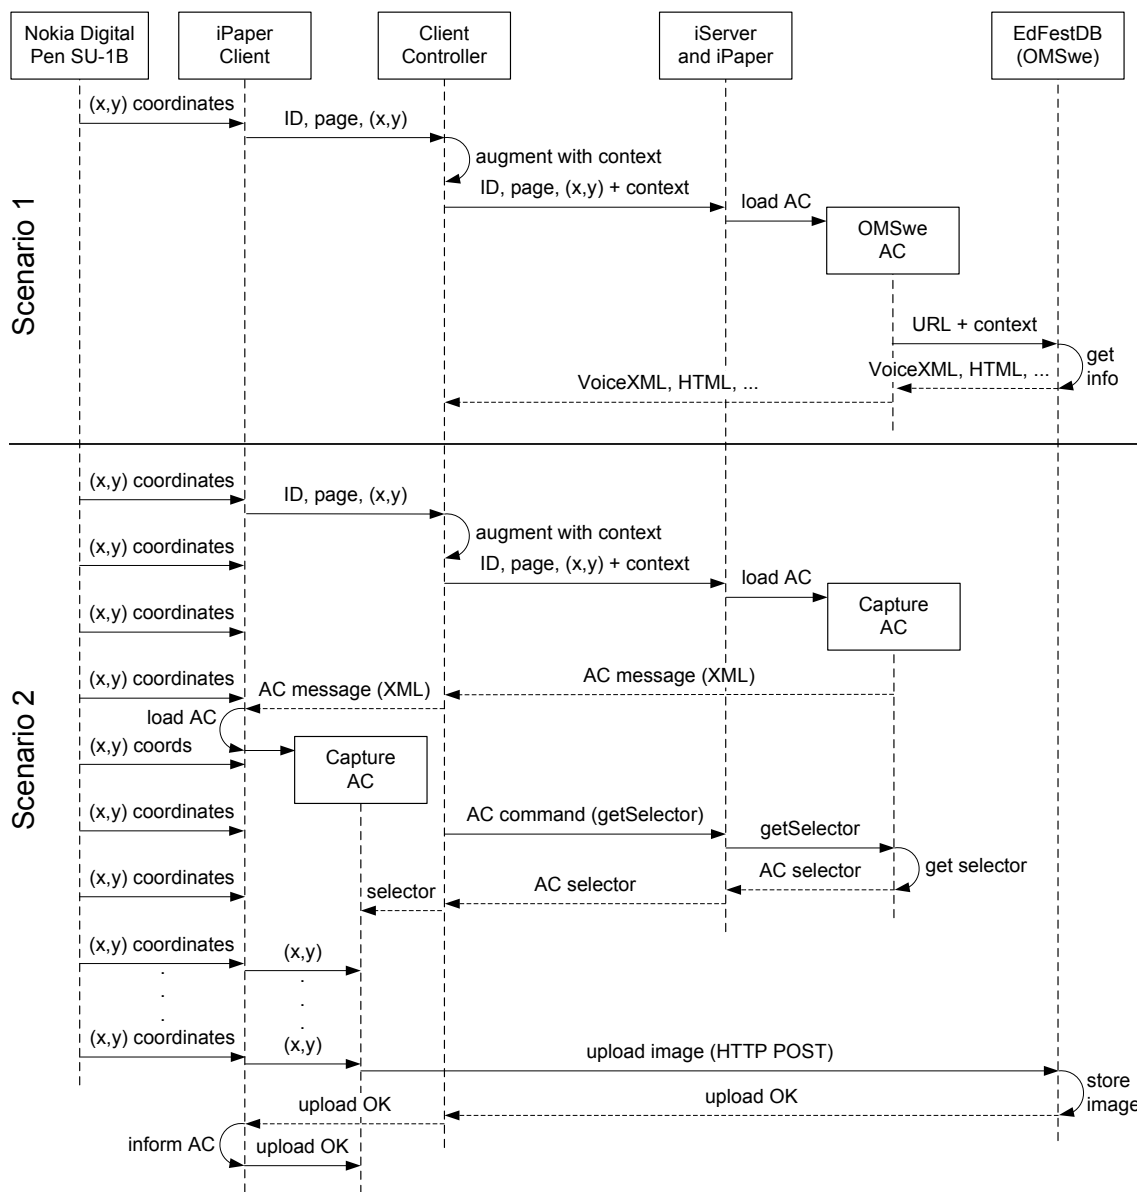 Nokia Digital
Pen SU-1B
iPaper
Client
Client
Controller
iServer
and iPaper
EdFestDB
(OMSwe)
Scenario 1
(x,y) coordinates
ID, page, (x,y)
augment with context
ID, page, (x,y) + context
load AC
OMSwe
AC
URL + context
get
info
VoiceXML, HTML, ...
VoiceXML, HTML, ...
Scenario 2
(x,y) coordinates
ID, page, (x,y)
augment with context
(x,y) coordinates
ID, page, (x,y) + context
load AC
Capture
AC
(x,y) coordinates
(x,y) coordinates
AC message (XML)
AC message (XML)
load AC
(x,y) coords
Capture
AC
(x,y) coordinates
AC command (getSelector)
getSelector
get selector
AC selector
AC selector
selector
(x,y) coordinates
(x,y) coordinates
(x,y)
.
.
.
.
.
.
(x,y) coordinates
(x,y)
upload image (HTTP POST)
store
image
upload OK
upload OK
inform AC
upload OK